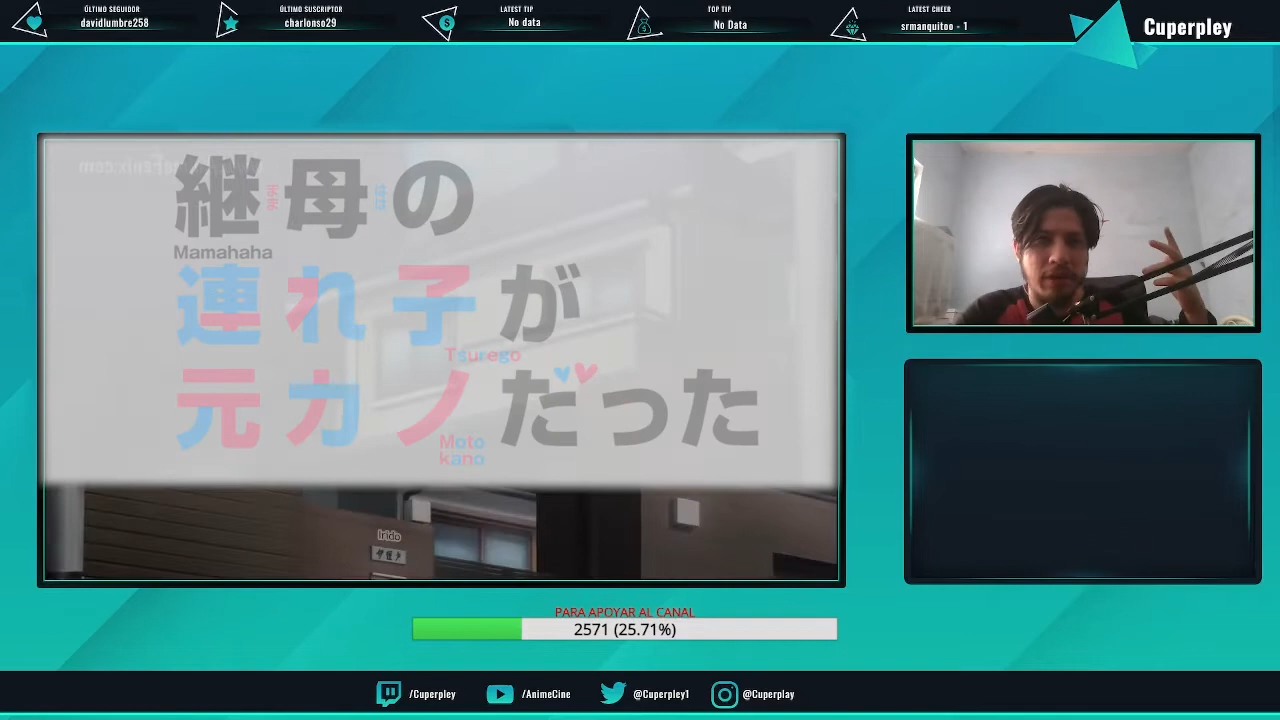 ÚLTIMO SEGUIDOR
davidlumbre258
ÚLTIMO SUSCRIPTOR
charlonso29
LATEST TIP
No data
TOP TIP
No Data
LATEST CHEER
srmanquitoo - 1
Cuperpley
継母の
Mamahaha
連れ子が
Tsurego
元カノだった
Moto
kano
Irido
PARA APOYAR AL CANAL
2571 (25.71%)
/Cuperpley
/AnimeCine
@Cuperpley1
@Cuperplay